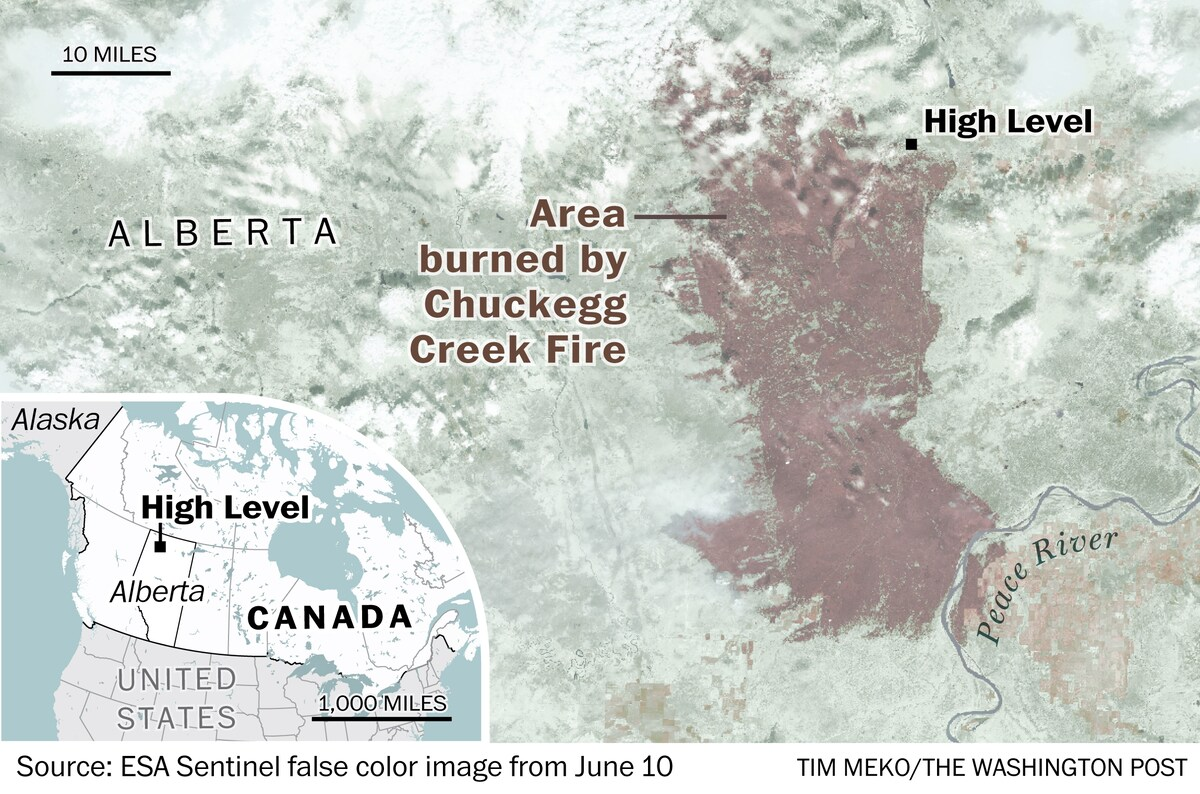 10 MILES
High Level
ALBERTA
Area
burned by
Chuckegg
Creek Fire
Peace River
Alaska
High Level
Alberta
CANADA
UNITED
STATES
1,000 MILES
Source: ESA Sentinel false color image from June 10
TIM MEKO/THE WASHINGTON POST